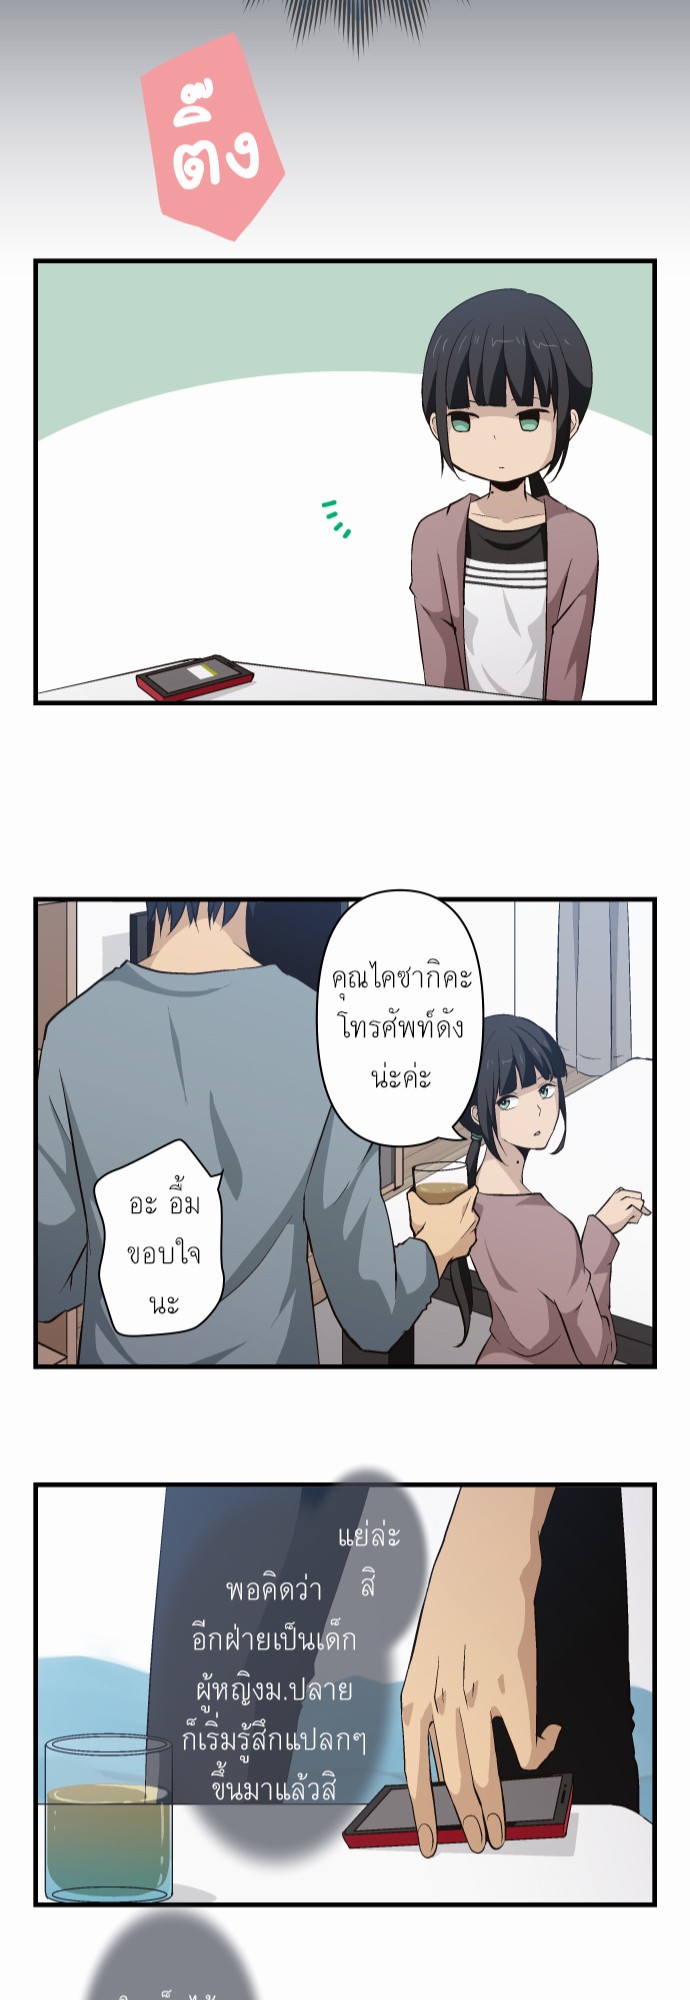 ติ๊ง
คุณไคซากิคะ
โทรศัพท์ดัง
น่ะค่ะ
อะ อื้ม
ขอบใจ
นะ
แย่ล่ะ
สิ
พอคิดว่า
อีกฝ่ายเป็นเด็ก
ผู้หญิงม.ปลาย
ก็เริ่มรู้สึกแปลกๆ
ขึ้นมาแล้วสิ